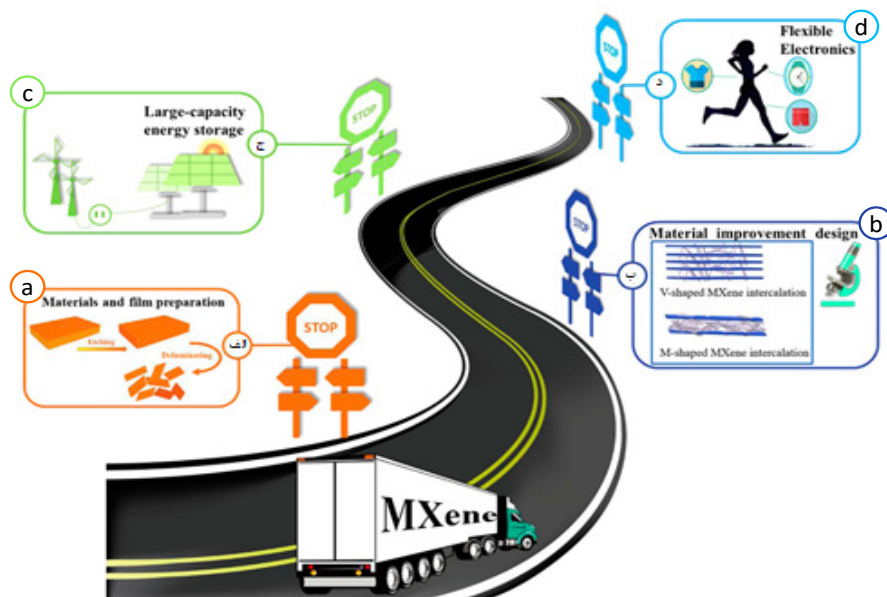 d
Flexible
Electronics
STOP
د
c
Large-capacity
energy storage
STOP
ج
b
Material improvement design
STOP
ب
V-shaped MXene intercalation
M-shaped MXene intercalation
a
Materials and film preparation
STOP
Etching
الف
Delaminating
MXene